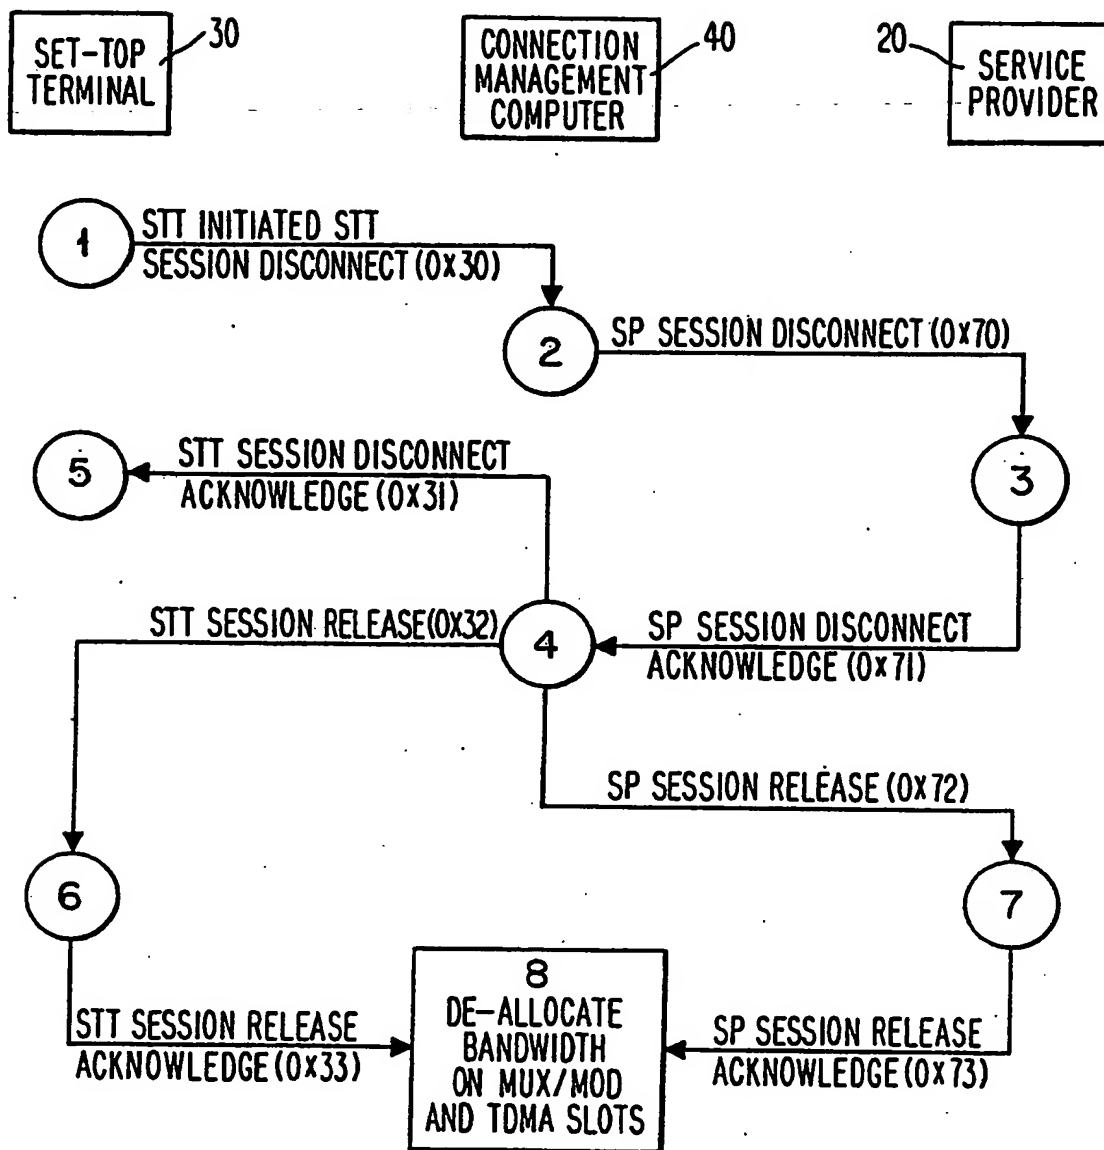 SET-TOP
TERMINAL
30
CONNECTION
MANAGEMENT
COMPUTER
40
20
SERVICE
PROVIDER
1
STT INITIATED STT
SESSION DISCONNECT (0X30)
2
SP SESSION DISCONNECT (0X70)
3
5
STT SESSION DISCONNECT
ACKNOWLEDGE (0X31)
STT SESSION RELEASE (0X32)
4
SP SESSION DISCONNECT
ACKNOWLEDGE (0X71)
SP SESSION RELEASE (0X72)
6
7
STT SESSION RELEASE
ACKNOWLEDGE (0X33)
8
DE-ALLOCATE
BANDWIDTH
ON MUX/MOD
AND TDMA SLOTS
SP SESSION RELEASE
ACKNOWLEDGE (0X73)